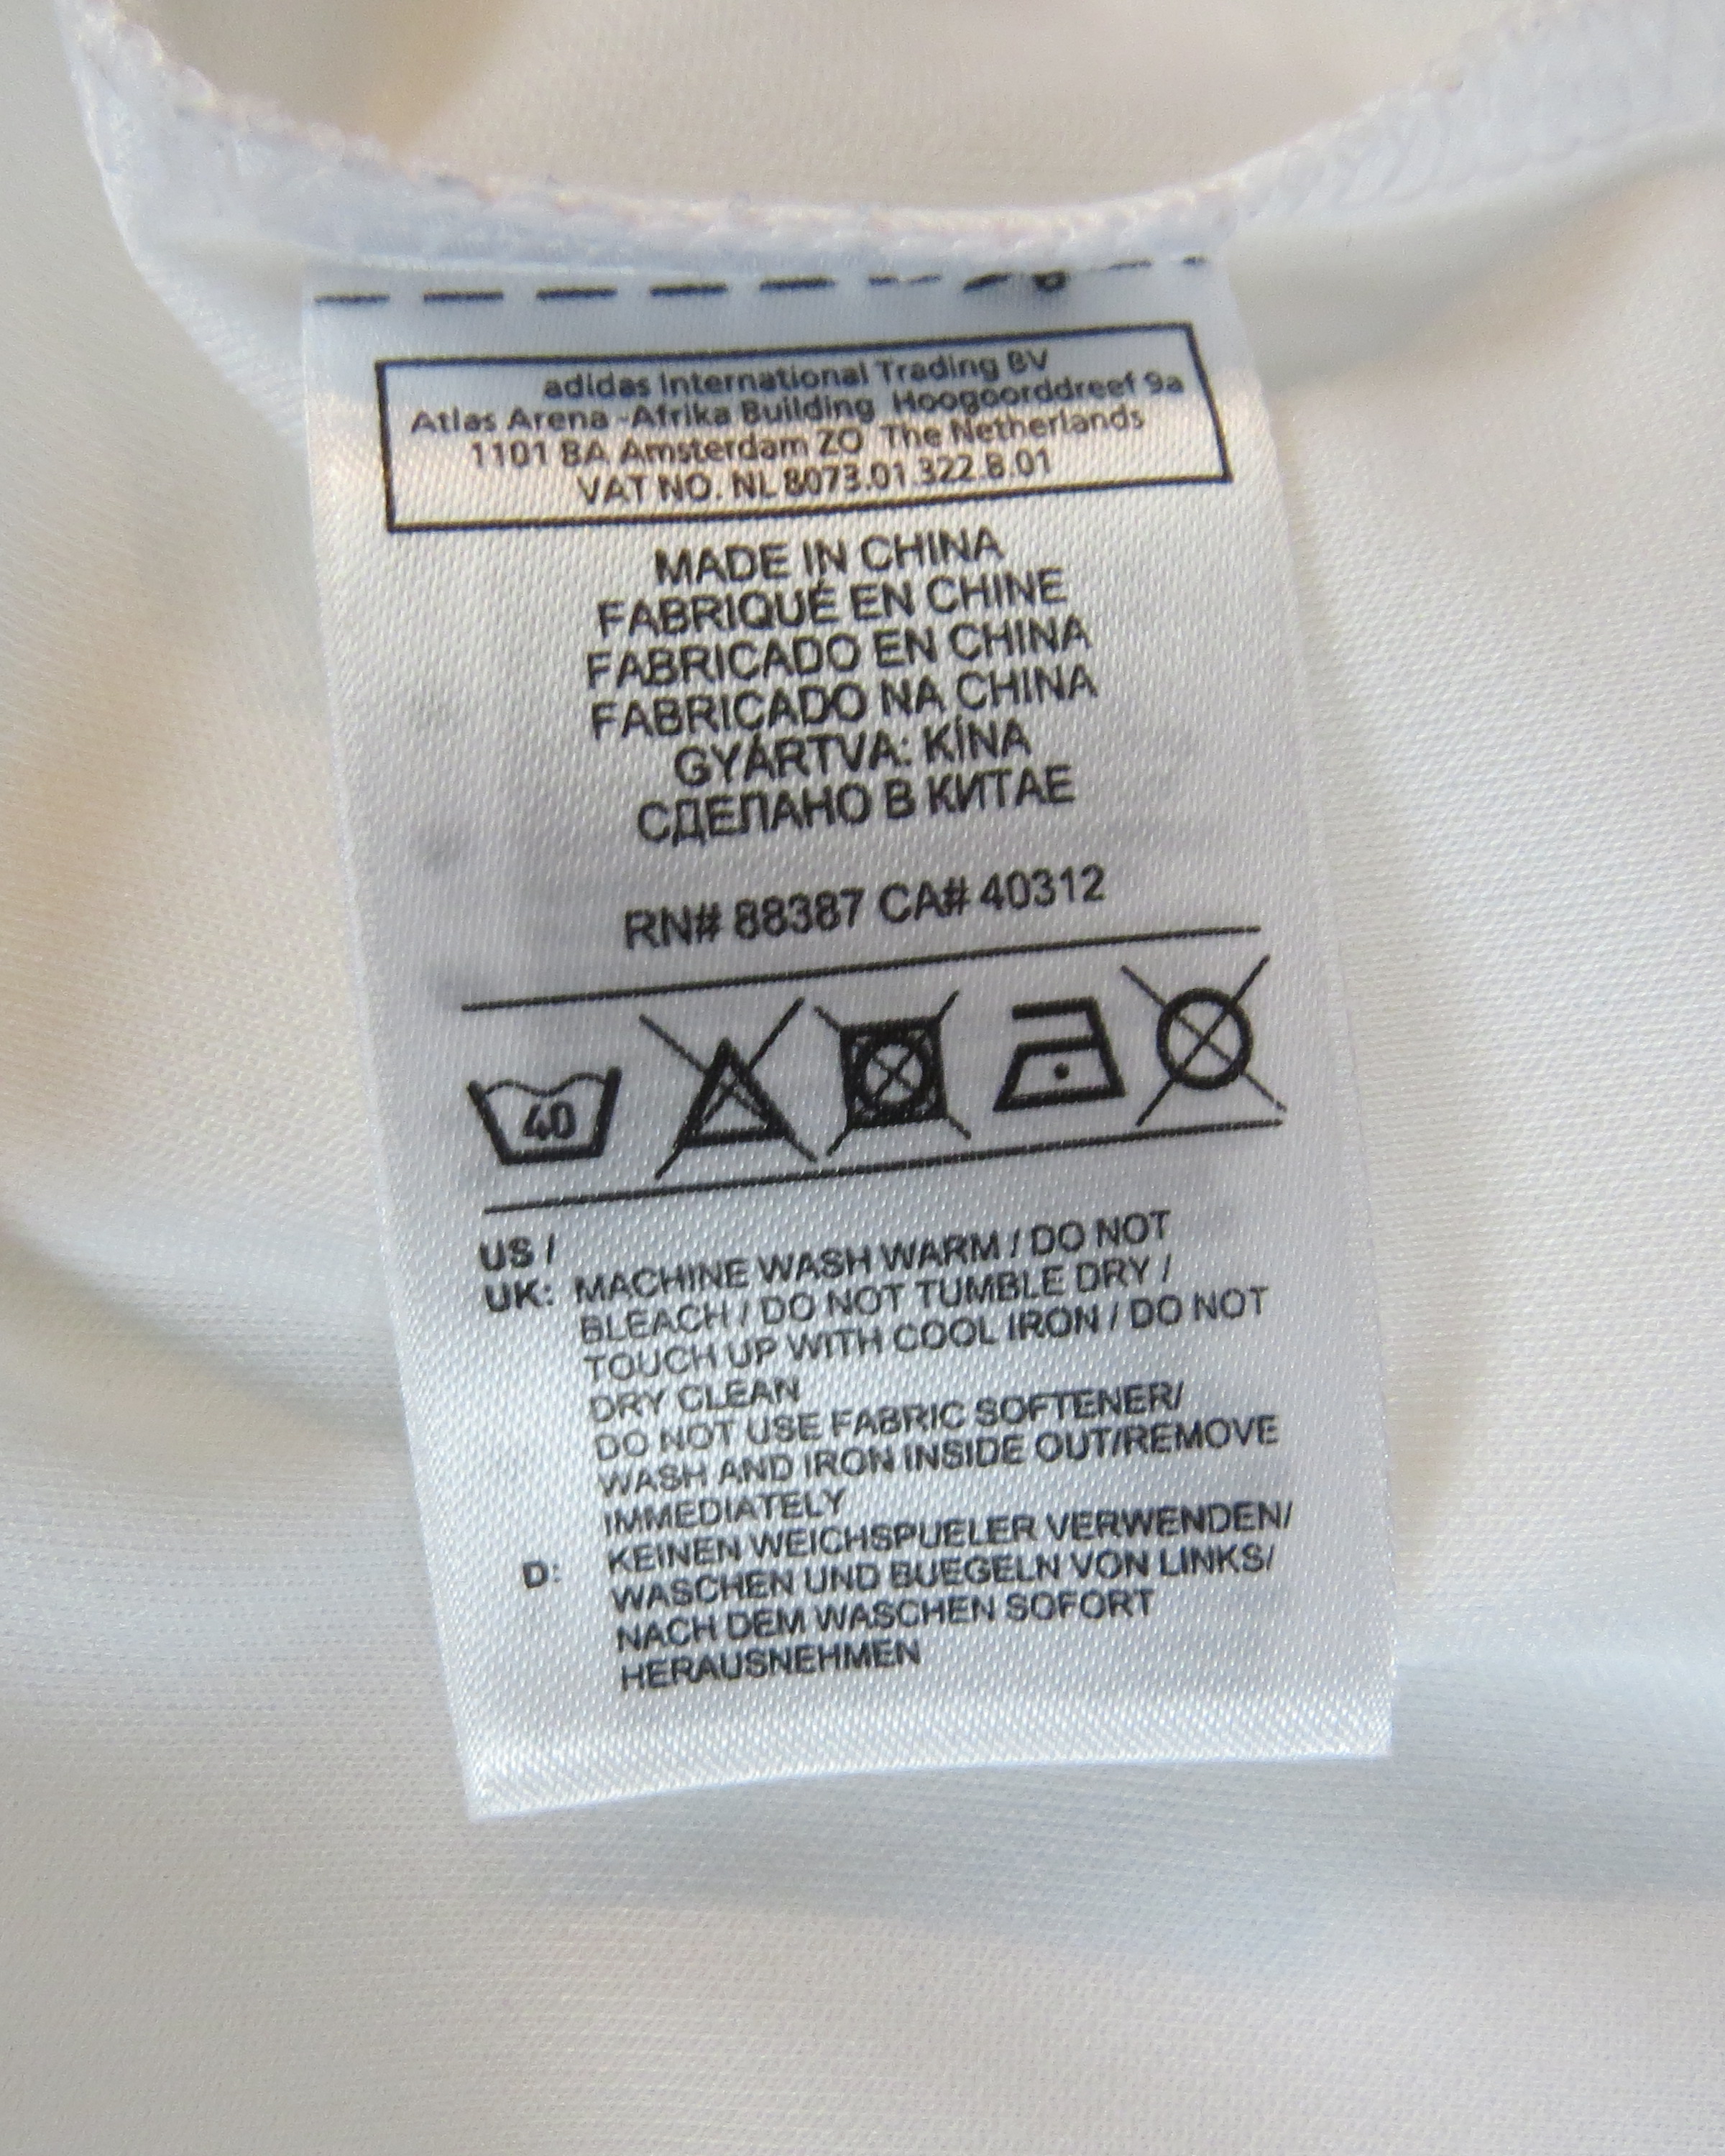 adidas International Trading BV
Atlas Arena - Afrika Building Hoogoorddreef 9a
1101 BA Amsterdam ZO The Netherlands
VAT NO. NL 8073.01.322.B.01
MADE IN CHINA
FABRIQUÉ EN CHINE
FABRICADO EN CHINA
FABRICADO NA CHINA
GYÁRTVA: KÍNA
СДЕЛАНО В КИТАЕ
RN# 88387 CA# 40312
40
US /
UK: MACHINE WASH WARM / DO NOT
BLEACH / DO NOT TUMBLE DRY /
TOUCH UP WITH COOL IRON / DO NOT
DRY CLEAN
DO NOT USE FABRIC SOFTENER/
WASH AND IRON INSIDE OUT/REMOVE
IMMEDIATELY
D: KEINEN WEICHSPUELER VERWENDEN/
WASCHEN UND BUEGELN VON LINKS/
NACH DEM WASCHEN SOFORT
HERAUSNEHMEN